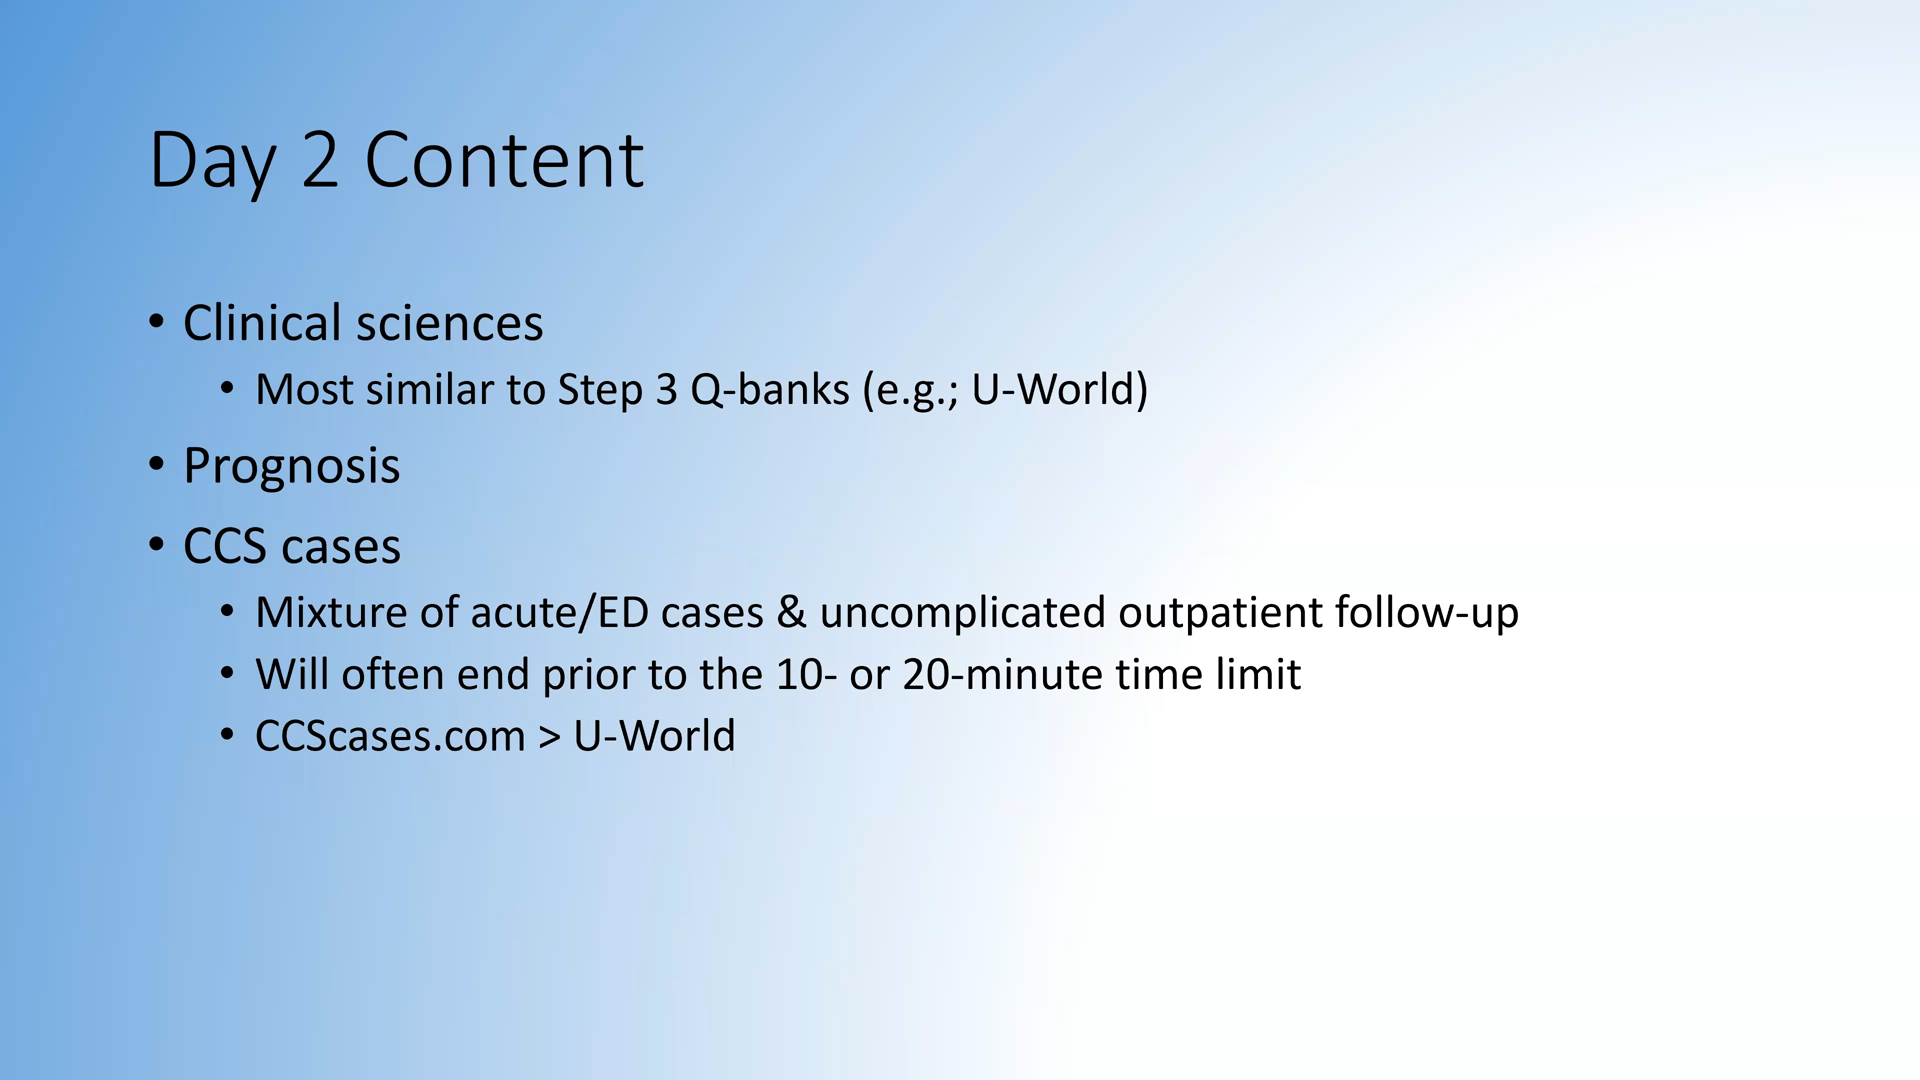 Day 2 Content
• Clinical sciences
• Most similar to Step 3 Q-banks (e.g.; U-World)
• Prognosis
• CCS cases
• Mixture of acute/ED cases & uncomplicated outpatient follow-up
• Will often end prior to the 10- or 20-minute time limit
• CCScases.com > U-World